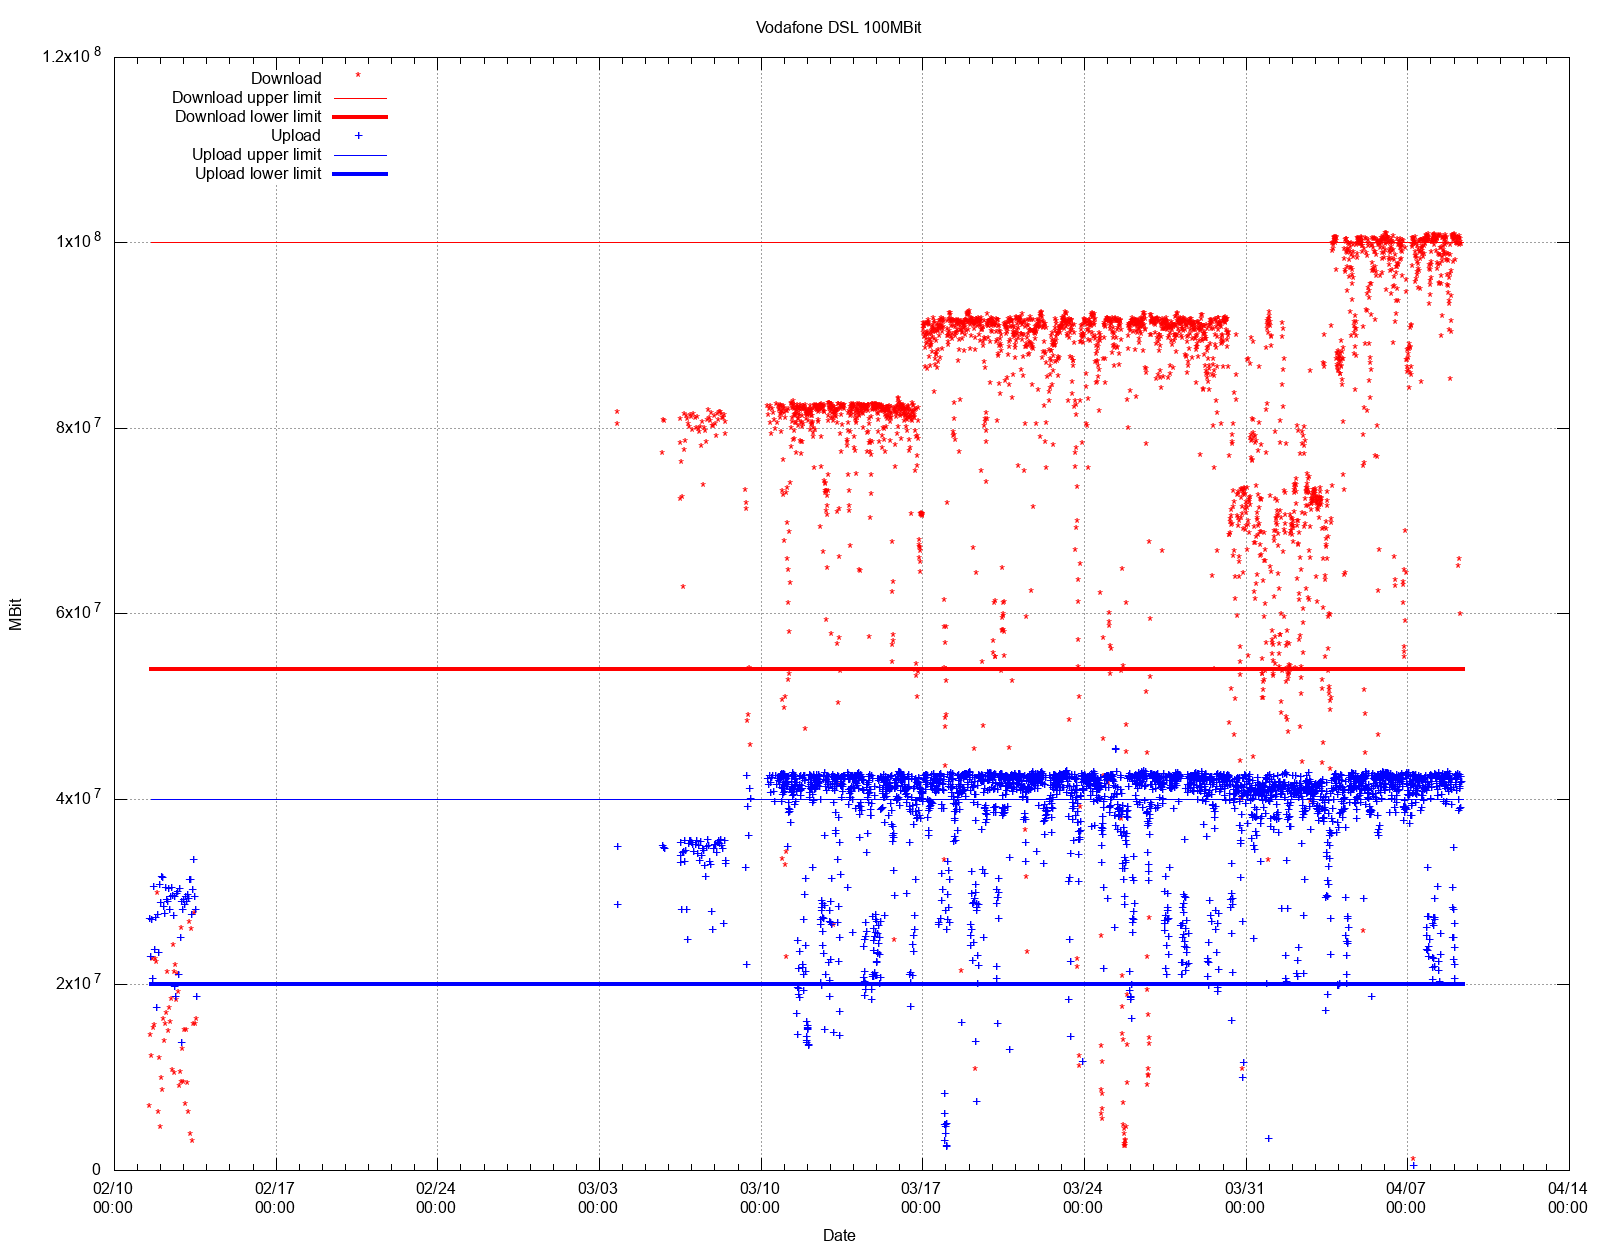 Vodafone DSL 100MBit
1.2x10^8
Download
Download upper limit
Download lower limit
Upload
Upload upper limit
Upload lower limit
1x10^8
8x10^7
6x10^7
4x10^7
2x10^7
0
MBit
02/10 02/17 02/24 03/03 03/10 03/17 03/24 03/31 04/07 04/14
00:00 00:00 00:00 00:00 00:00 00:00 00:00 00:00 00:00 00:00
Date